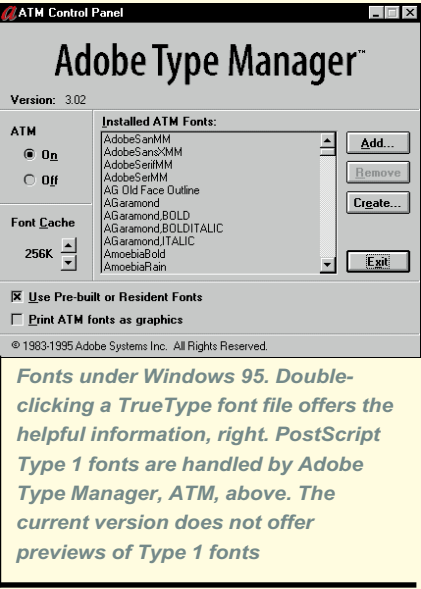 ATM Control Panel
Adobe Type Manager™
Version: 3.02
ATM
On
Off
Font Cache
256K
Installed ATM Fonts:
AdobeSanMM
AdobeSansXMM
AdobeSerifMM
AdobeSerMM
AG Old Face Outline
AGaramond
AGaramond,BOLD
AGaramond,BOLDITALIC
AGaramond,ITALIC
AmoebiaBold
AmoebiaRain
Add...
Remove
Create...
Exit
Use Pre-built or Resident Fonts
Print ATM fonts as graphics
© 1983-1995 Adobe Systems Inc. All Rights Reserved.
Fonts under Windows 95. Double-
clicking a TrueType font file offers the
helpful information, right. PostScript
Type 1 fonts are handled by Adobe
Type Manager, ATM, above. The
current version does not offer
previews of Type 1 fonts